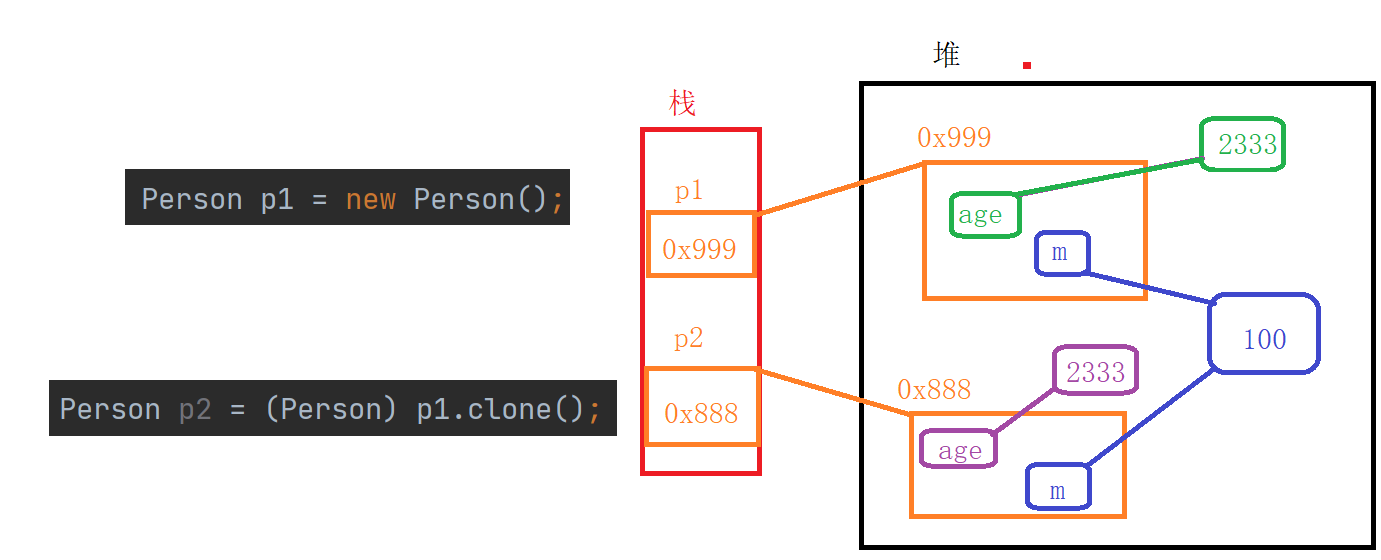 堆
栈
0x999
2333
Person p1 = new Person();
p1
age
0x999
m
p2
100
2333
0x888
Person p2 = (Person) p1.clone();
0x888
age
m